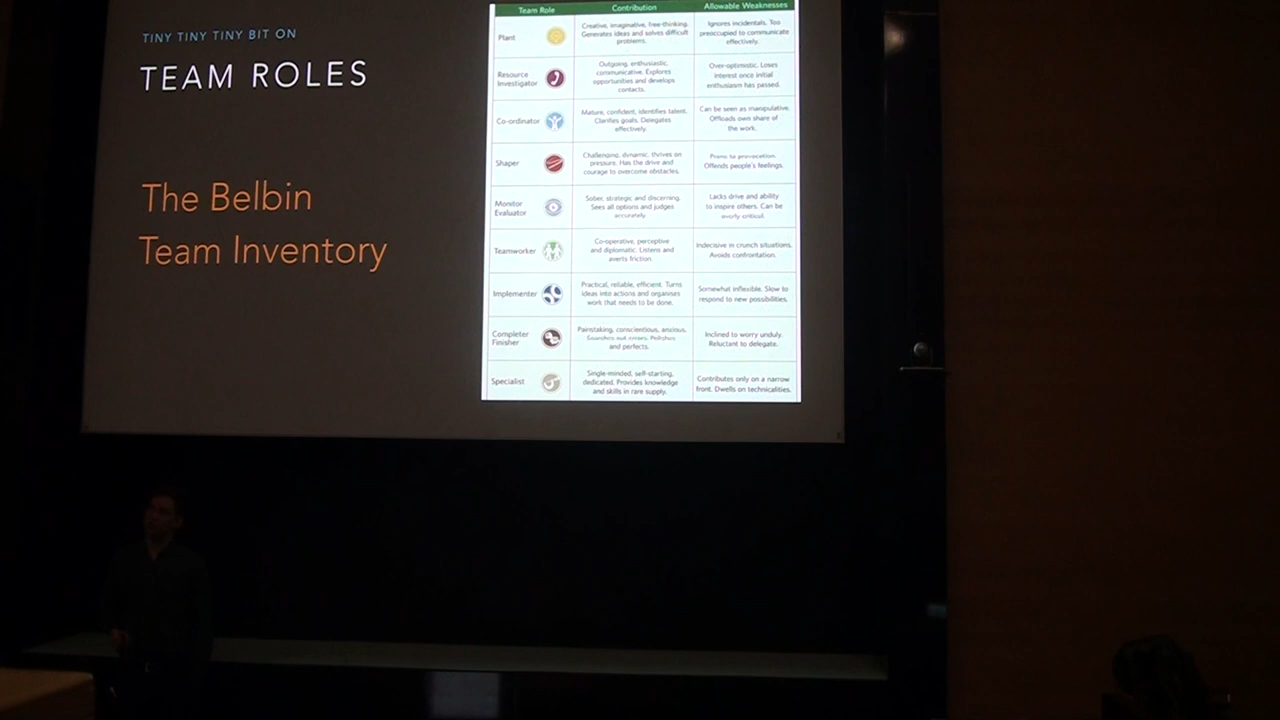 TINY TINY TINY BIT ON
TEAM ROLES
The Belbin
Team Inventory
Team Role
Contribution
Allowable Weaknesses
Plant
Creative, imaginative, free-thinking.
Generates ideas and solves difficult
problems.
Ignores incidentals. Too
preoccupied to communicate
effectively.
Resource
Investigator
Outgoing, enthusiastic,
communicative. Explores
opportunities and develops
contacts.
Over-optimistic. Loses
interest once initial
enthusiasm has passed.
Co-ordinator
Mature, confident, identifies talent.
Clarifies goals. Delegates
effectively.
Can be seen as manipulative.
Offloads own share of
the work.
Shaper
Challenging, dynamic, thrives on
pressure. Has the drive and
courage to overcome obstacles.
Prone to provocation.
Offends people's feelings.
Monitor
Evaluator
Sober, strategic and discerning.
Sees all options and judges
accurately.
Lacks drive and ability
to inspire others. Can be
overly critical.
Teamworker
Co-operative, perceptive
and diplomatic. Listens and
averts friction.
Indecisive in crunch situations.
Avoids confrontation.
Implementer
Practical, reliable, efficient. Turns
ideas into actions and organises
work that needs to be done.
Somewhat inflexible. Slow to
respond to new possibilities.
Completer
Finisher
Painstaking, conscientious, anxious.
Searches out errors. Polishes
and perfects.
Inclined to worry unduly.
Reluctant to delegate.
Specialist
Single-minded, self-starting,
dedicated. Provides knowledge
and skills in rare supply.
Contributes only on a narrow
front. Dwells on technicalities.